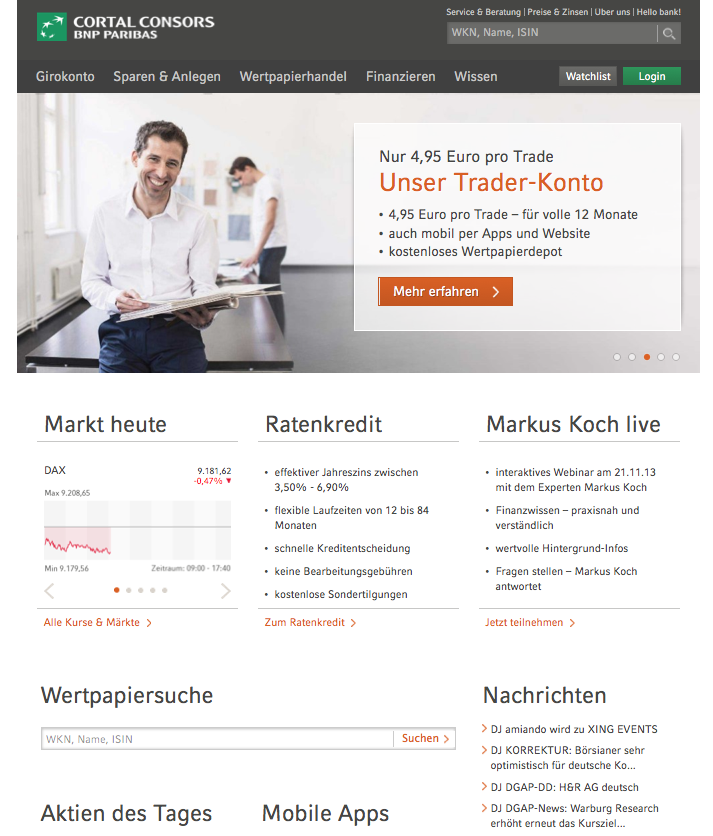 CORTAL CONSORS
BNP PARIBAS
Service & Beratung | Preise & Zinsen | Über uns | Hello bank!
WKN, Name, ISIN
Girokonto Sparen & Anlegen Wertpapierhandel Finanzieren Wissen Watchlist Login
Nur 4,95 Euro pro Trade
Unser Trader-Konto
• 4,95 Euro pro Trade – für volle 12 Monate
• auch mobil per Apps und Website
• kostenloses Wertpapierdepot
Mehr erfahren
Markt heute
DAX 9.181,62
-0,47% ▼
Max 9.208,65
Min 9.179,56 Zeitraum: 09:00 - 17:40
Alle Kurse & Märkte
Ratenkredit
• effektiver Jahreszins zwischen
3,50% - 6,90%
• flexible Laufzeiten von 12 bis 84
Monaten
• schnelle Kreditentscheidung
• keine Bearbeitungsgebühren
• kostenlose Sondertilgungen
Zum Ratenkredit
Markus Koch live
• interaktives Webinar am 21.11.13
mit dem Experten Markus Koch
• Finanzwissen – praxisnah und
verständlich
• wertvolle Hintergrund-Infos
• Fragen stellen – Markus Koch
antwortet
Jetzt teilnehmen
Wertpapiersuche
WKN, Name, ISIN Suchen
Nachrichten
DJ amiando wird zu XING EVENTS
DJ KORREKTUR: Börsianer sehr
optimistisch für deutsche Ko...
DJ DGAP-DD: H&R AG deutsch
DJ DGAP-News: Warburg Research
erhöht erneut das Kursziel...
Aktien des Tages
Mobile Apps